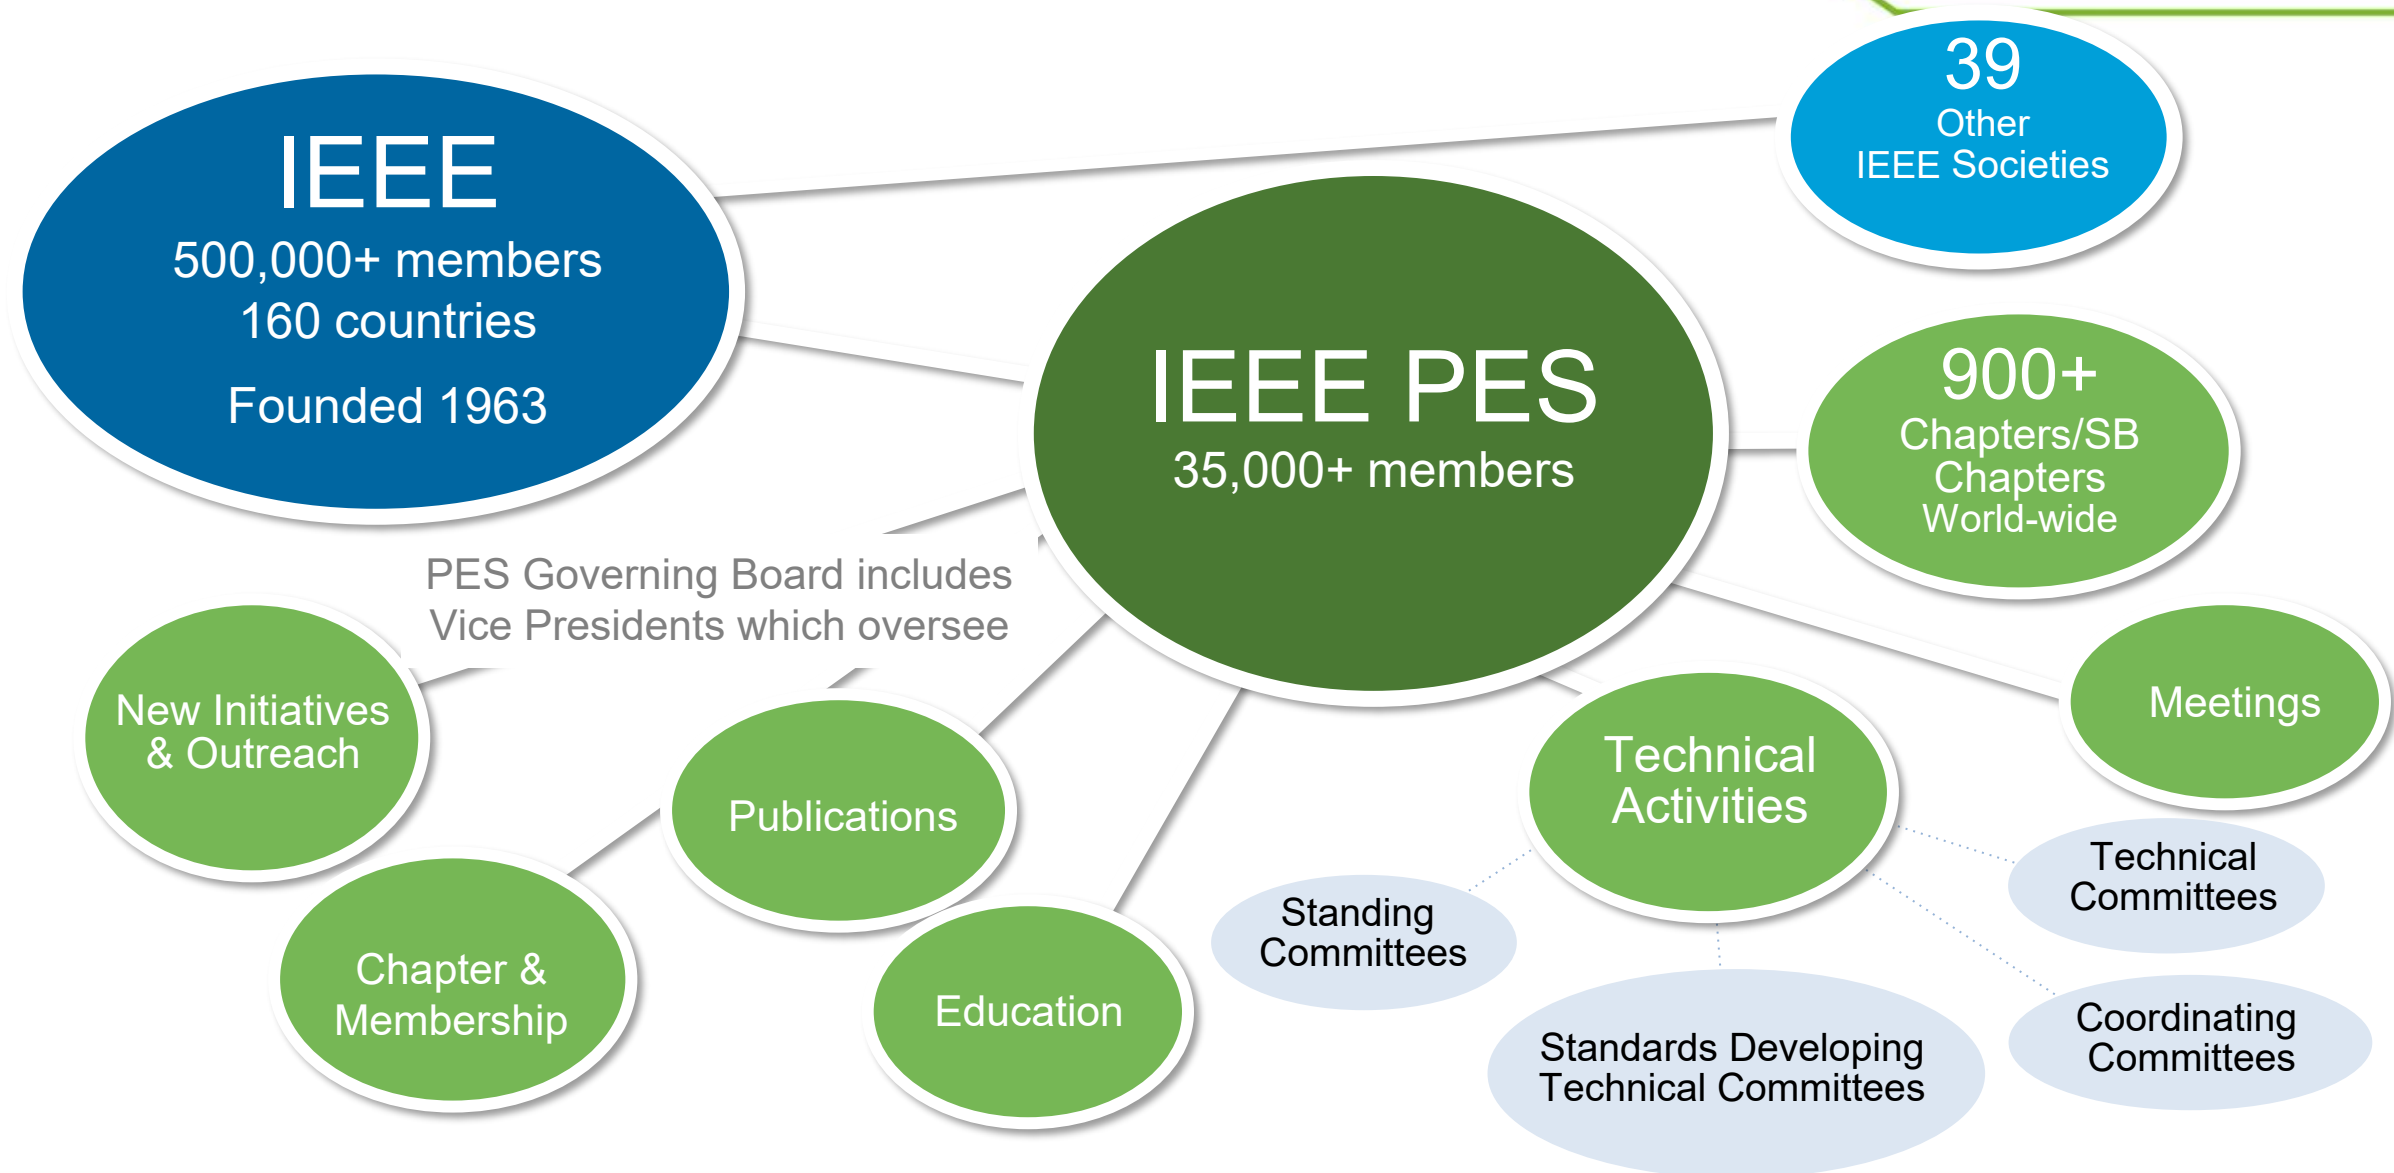 IEEE
500,000+ members
160 countries
Founded 1963
39
Other
IEEE Societies
IEEE PES
35,000+ members
900+
Chapters/SB
Chapters
World-wide
PES Governing Board includes
Vice Presidents which oversee
New Initiatives
& Outreach
Chapter &
Membership
Publications
Education
Technical
Activities
Meetings
Standing
Committees
Standards Developing
Technical Committees
Technical
Committees
Coordinating
Committees